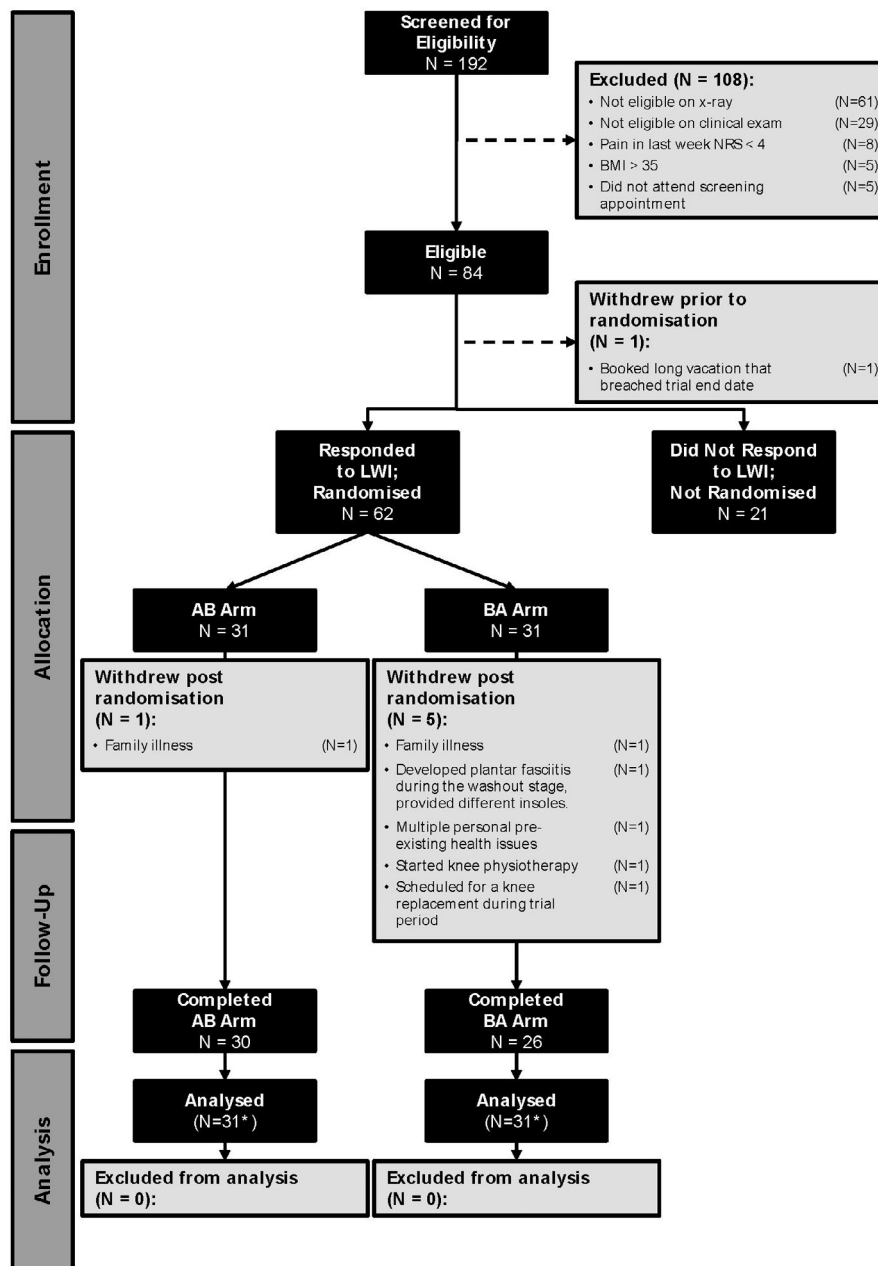 Enrollment
Screened for
Eligibility
N = 192
Excluded (N = 108):
• Not eligible on x-ray (N=61)
• Not eligible on clinical exam (N=29)
• Pain in last week NRS < 4 (N=8)
• BMI > 35 (N=5)
• Did not attend screening (N=5)
appointment
Eligible
N = 84
Withdrew prior to
randomisation
(N = 1):
• Booked long vacation that (N=1)
breached trial end date
Allocation
Responded
to LWI;
Randomised
N = 62
Did Not Respond
to LWI;
Not Randomised
N = 21
AB Arm
N = 31
BA Arm
N = 31
Withdrew post
randomisation
(N = 1):
• Family illness (N=1)
Withdrew post
randomisation
(N = 5):
• Family illness (N=1)
• Developed plantar fasciitis (N=1)
during the washout stage,
provided different insoles.
• Multiple personal pre- (N=1)
existing health issues
• Started knee physiotherapy (N=1)
• Scheduled for a knee (N=1)
replacement during trial
period
Follow-Up
Completed
AB Arm
N = 30
Completed
BA Arm
N = 26
Analysis
Analysed
(N=31*)
Analysed
(N=31*)
Excluded from analysis
(N = 0):
Excluded from analysis
(N = 0):